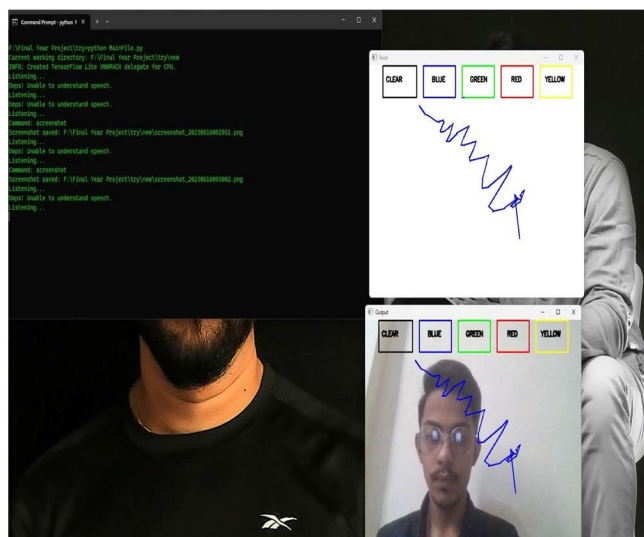 Command Prompt - python M
F:\Final Year Project\try>python MainFile.py
Current working directory: F:\Final Year Project\try\new
INFO: Created TensorFlow Lite XNNPACK delegate for CPU.
Listening...
Oops! Unable to understand speech.
Listening...
Oops! Unable to understand speech.
Listening...
Command: screenshot
Screenshot saved: F:\Final Year Project\try\new\screenshot_20230616092951.png
Listening...
Oops! Unable to understand speech.
Listening...
Command: screenshot
Screenshot saved: F:\Final Year Project\try\new\screenshot_20230616093002.png
Listening...
Oops! Unable to understand speech.
Listening...
Paint
CLEAR BLUE GREEN RED YELLOW
Output
CLEAR BLUE GREEN RED YELLOW